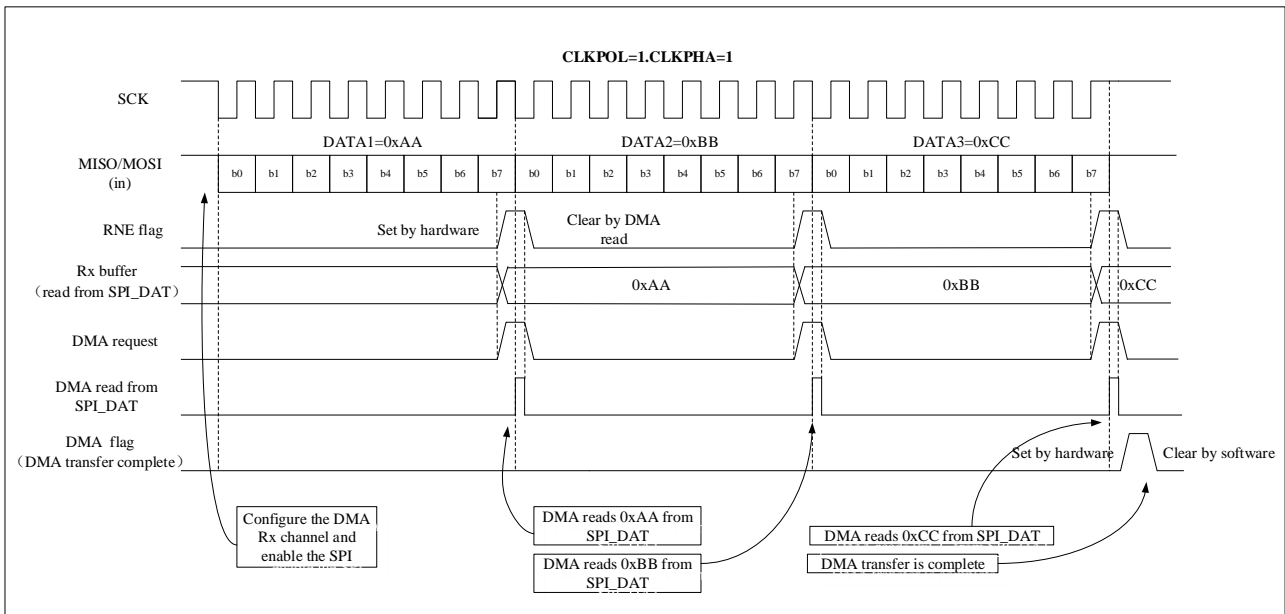 CLKPOL=1.CLKPHA=1
SCK
DATA1=0xAA
DATA2=0xBB
DATA3=0xCC
MISO/MOSI
(in)
b0 b1 b2 b3 b4 b5 b6 b7 b0 b1 b2 b3 b4 b5 b6 b7 b0 b1 b2 b3 b4 b5 b6 b7
RNE flag
Set by hardware
Clear by DMA
read
Rx buffer
（read from SPI_DAT）
0xAA
0xBB
0xCC
DMA request
DMA read from
SPI_DAT
DMA flag
（DMA transfer complete）
Set by hardware
Clear by software
Configure the DMA
Rx channel and
enable the SPI
DMA reads 0xAA from
SPI_DAT
DMA reads 0xBB from
SPI_DAT
DMA reads 0xCC from SPI_DAT
DMA transfer is complete